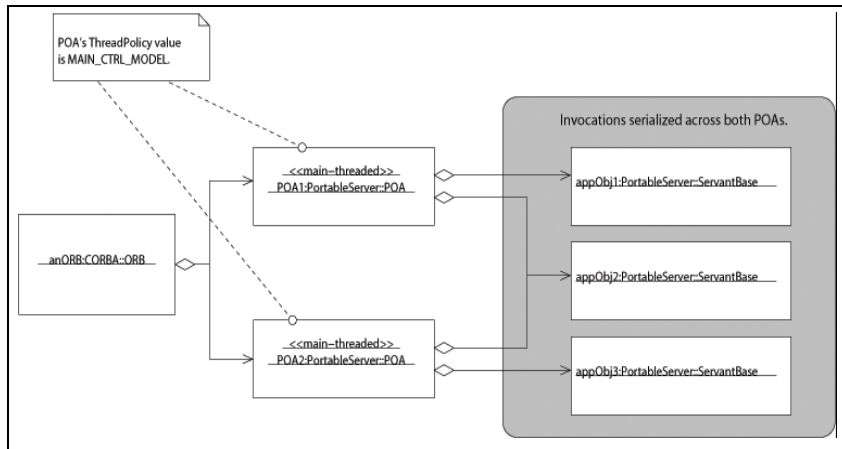 POA's ThreadPolicy value
is MAIN_CTRL_MODEL.
Invocations serialized across both POAs.
<<main-threaded>>
POA1:PortableServer::POA
appObj1:PortableServer::ServantBase
anORB:CORBA::ORB
appObj2:PortableServer::ServantBase
<<main-threaded>>
POA2:PortableServer::POA
appObj3:PortableServer::ServantBase